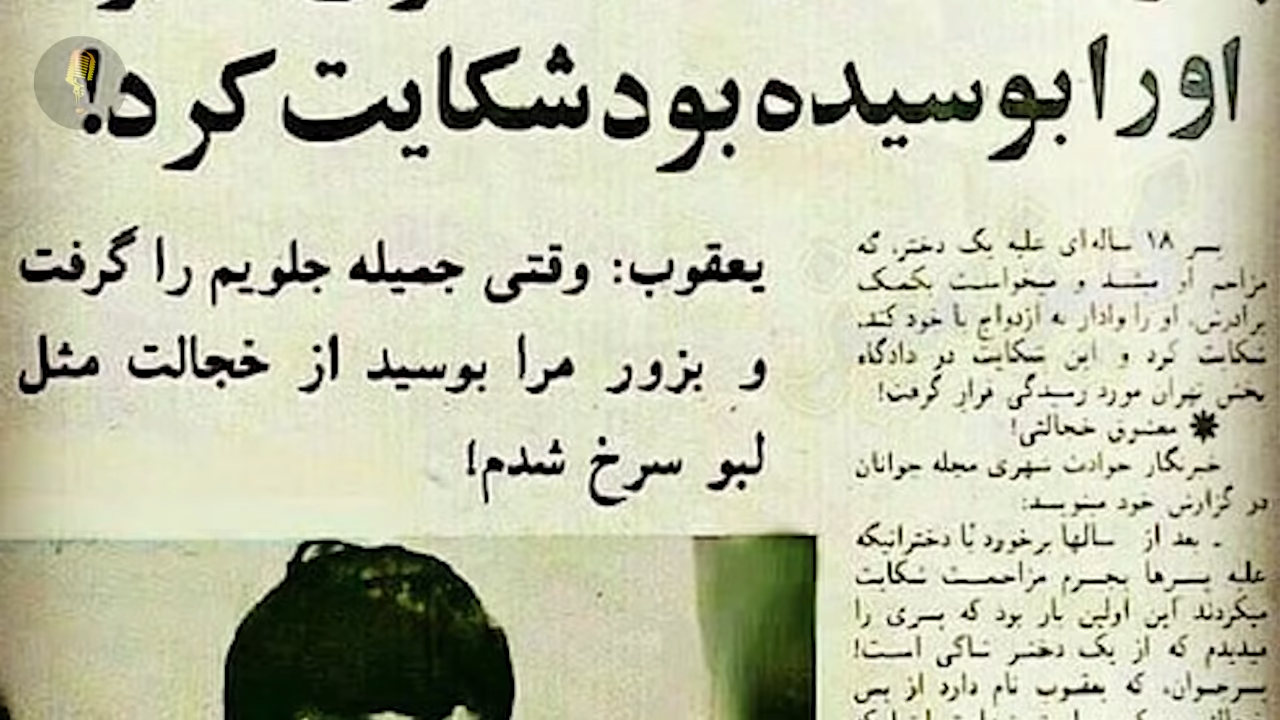 او را بوسیده بود شکایت کرد!
یعقوب: وقتی جمیله جلویم را گرفت
و بزور مرا بوسید از خجالت مثل
لبو سرخ شدم!
پسر ۱۸ ساله‌ای علیه یک دختر، که
مزاحم او میشد و میخواست بکمک
برادرش، او را وادار به ازدواج با خود کند،
شکایت کرد و این شکایت در دادگاه
بخش تهران مورد رسیدگی قرار گرفت!
✷ معشوق خجالتی!
خبرنگار حوادث شهری مجله جوانان
در گزارش خود مینویسد:
ـ بعد از سالها برخورد با دخترانیکه
علیه پسرها بجرم مزاحمت شکایت
میکردند این اولین بار بود که پسری را
میدیدم که از یک دختر شاکی است!
پسرجوان، که یعقوب نام دارد از پس